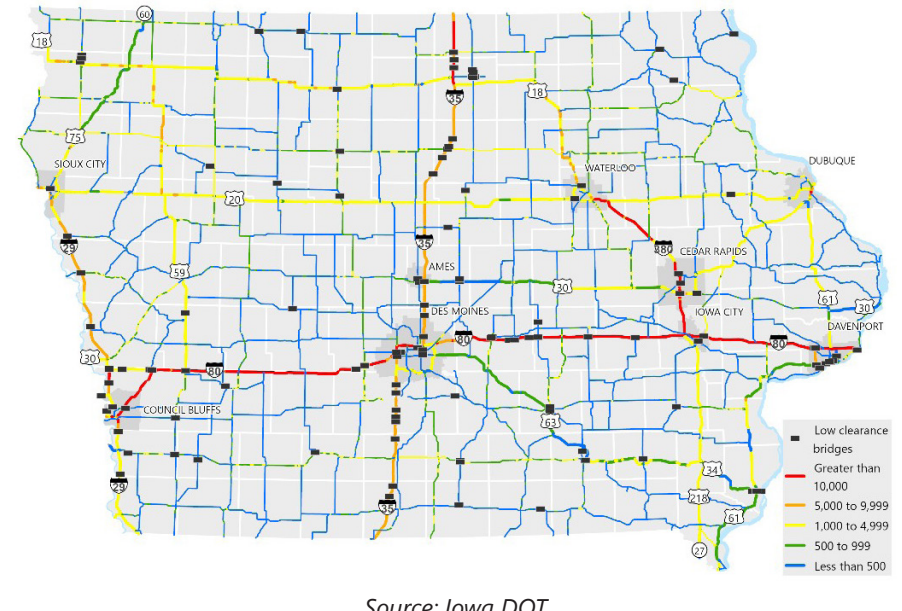 60
18
35
18
75
SIOUX CITY
WATERLOO
DUBUQUE
20
29
35
380
CEDAR RAPIDS
59
AMES
30
61
30
DES MOINES
IOWA CITY
DAVENPORT
30
80
80
80
COUNCIL BLUFFS
63
29
34
35
218
61
27
Low clearance
bridges
Greater than
10,000
5,000 to 9,999
1,000 to 4,999
500 to 999
Less than 500
Source: Iowa DOT